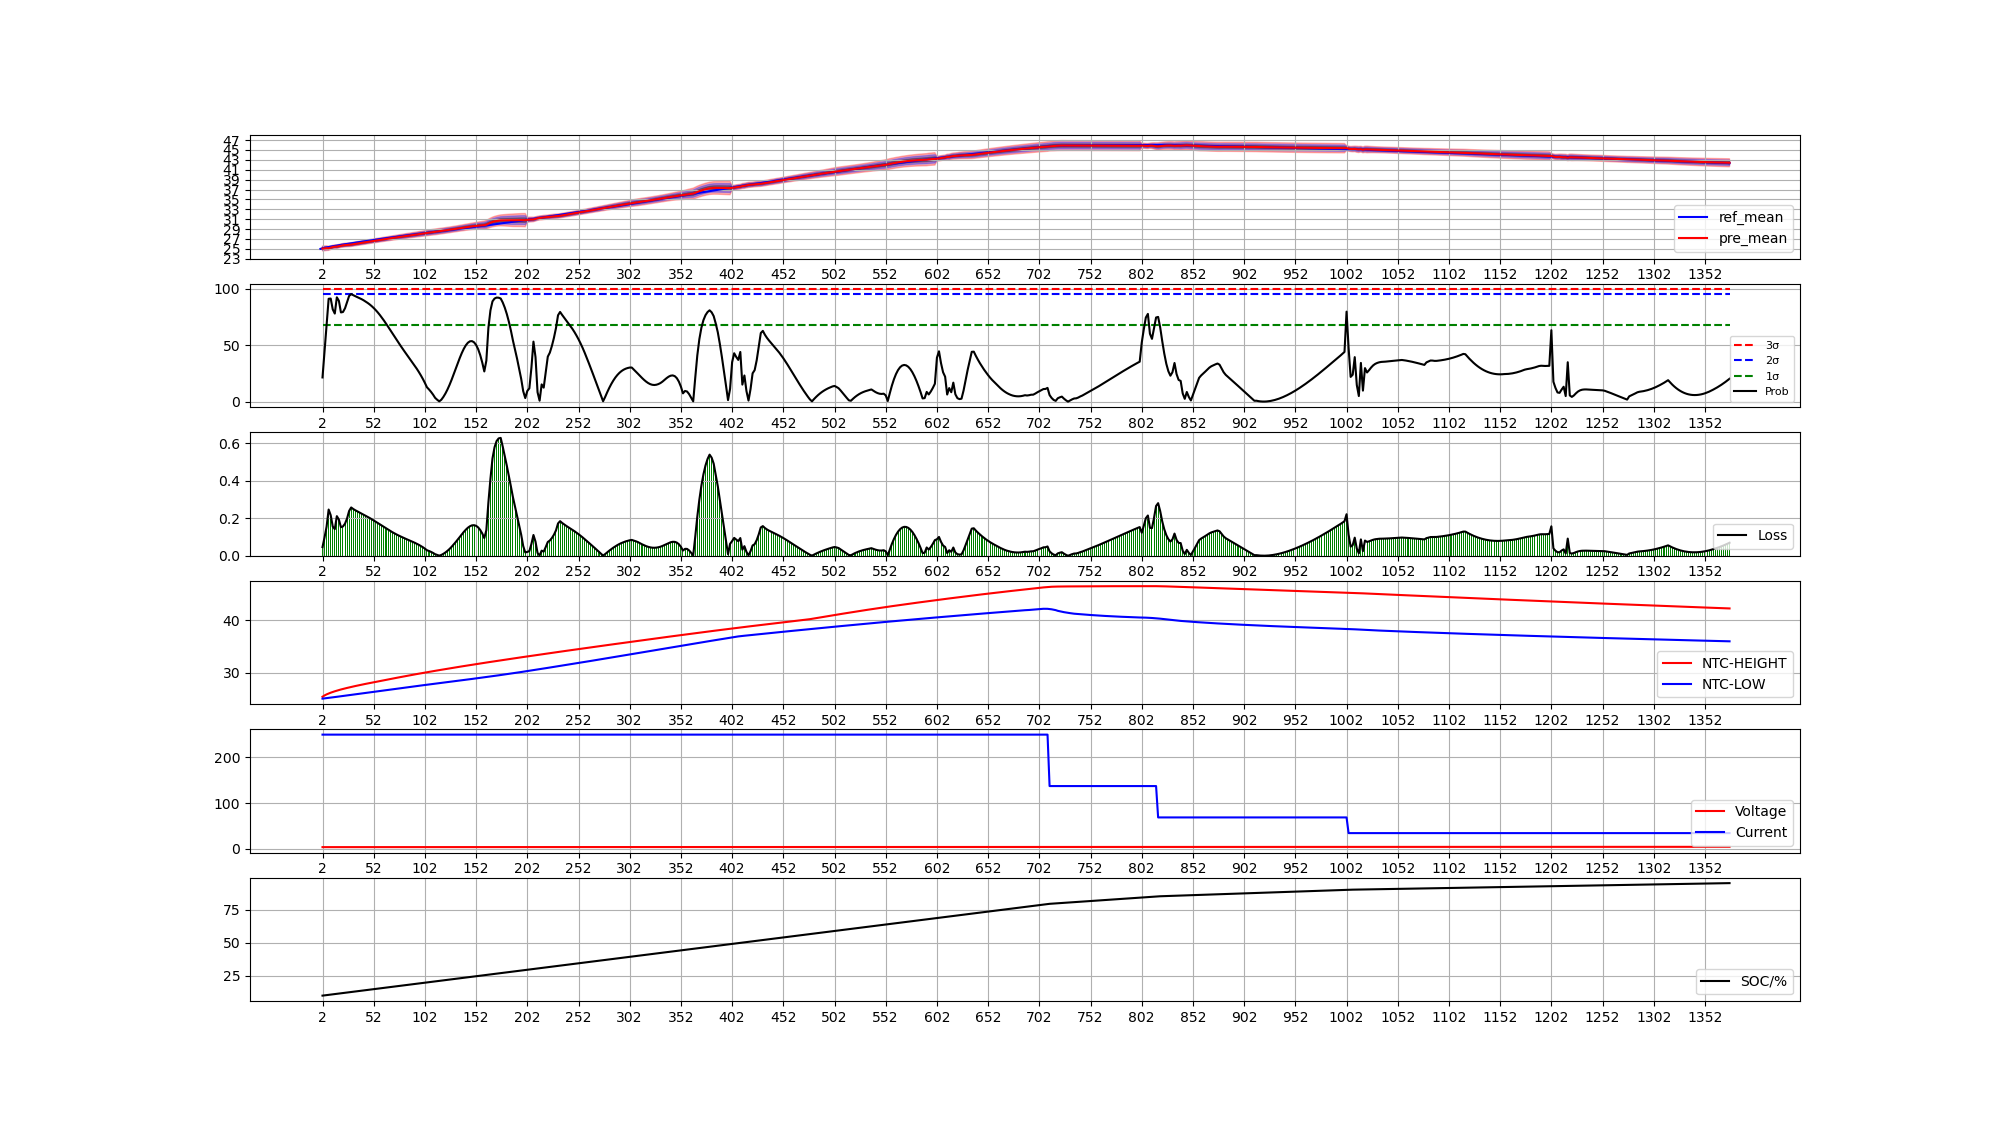 47
45
43
41
39
37
35
33
31
29
27
25
23
ref_mean
pre_mean
2 52 102 152 202 252 302 352 402 452 502 552 602 652 702 752 802 852 902 952 1002 1052 1102 1152 1202 1252 1302 1352
100
50
0
3σ
2σ
1σ
Prob
2 52 102 152 202 252 302 352 402 452 502 552 602 652 702 752 802 852 902 952 1002 1052 1102 1152 1202 1252 1302 1352
0.6
0.4
0.2
0.0
Loss
2 52 102 152 202 252 302 352 402 452 502 552 602 652 702 752 802 852 902 952 1002 1052 1102 1152 1202 1252 1302 1352
40
30
NTC-HEIGHT
NTC-LOW
2 52 102 152 202 252 302 352 402 452 502 552 602 652 702 752 802 852 902 952 1002 1052 1102 1152 1202 1252 1302 1352
200
100
0
Voltage
Current
2 52 102 152 202 252 302 352 402 452 502 552 602 652 702 752 802 852 902 952 1002 1052 1102 1152 1202 1252 1302 1352
75
50
25
SOC/%
2 52 102 152 202 252 302 352 402 452 502 552 602 652 702 752 802 852 902 952 1002 1052 1102 1152 1202 1252 1302 1352